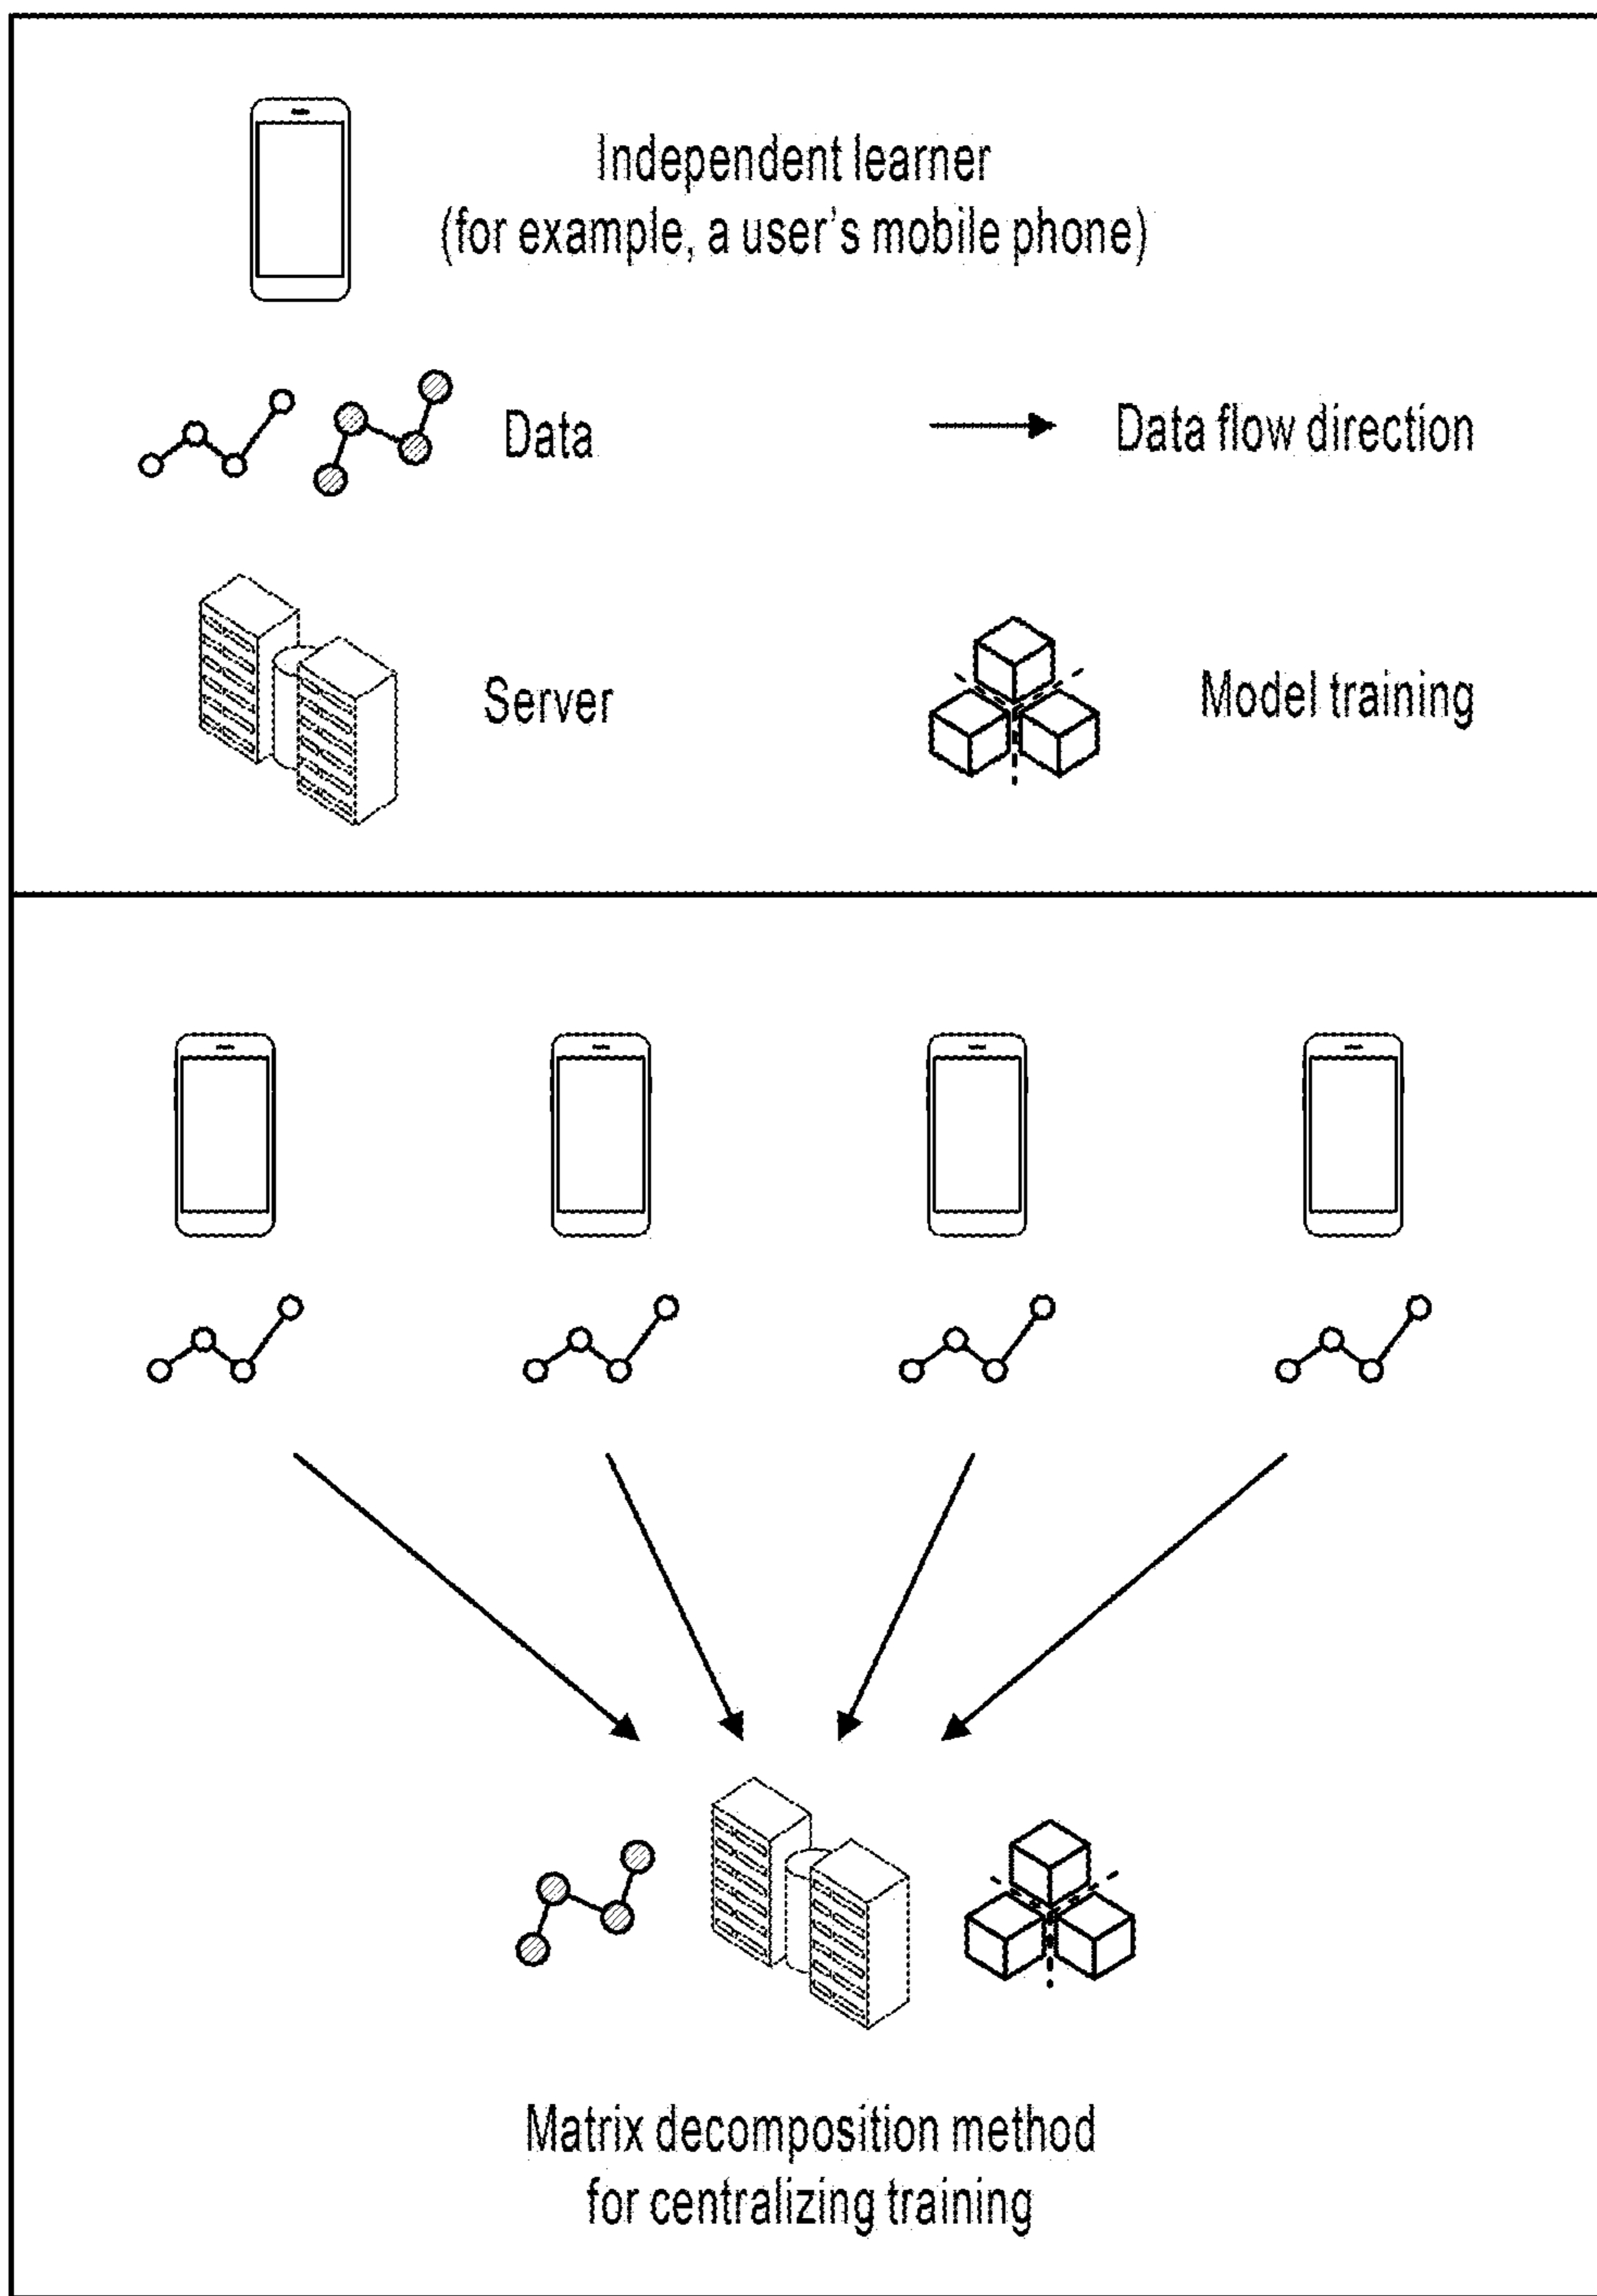 Independent learner
(for example, a user's mobile phone)
Data
Data flow direction
Server
Model training
Matrix decomposition method
for centralizing training